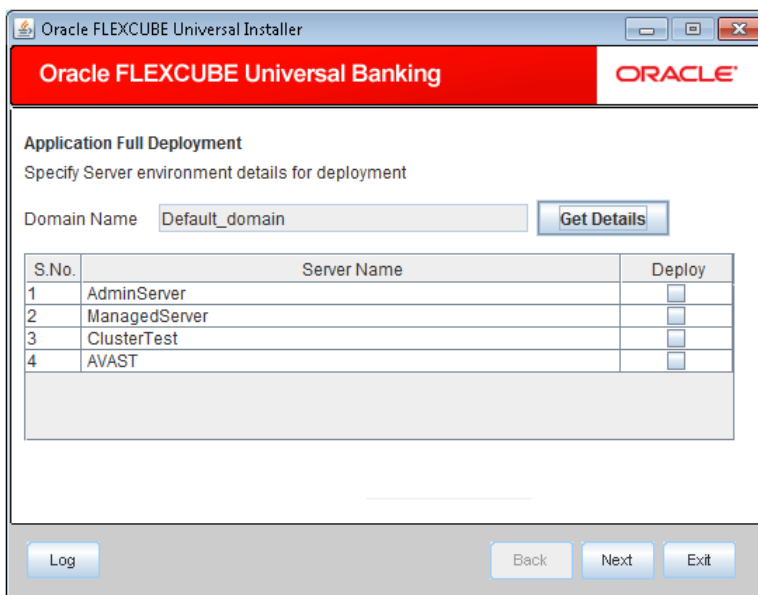 Oracle FLEXCUBE Universal Installer
Oracle FLEXCUBE Universal Banking
ORACLE
Application Full Deployment
Specify Server environment details for deployment
Domain Name Default_domain Get Details
S.No. Server Name Deploy
1 AdminServer
2 ManagedServer
3 ClusterTest
4 AVAST
Log Back Next Exit